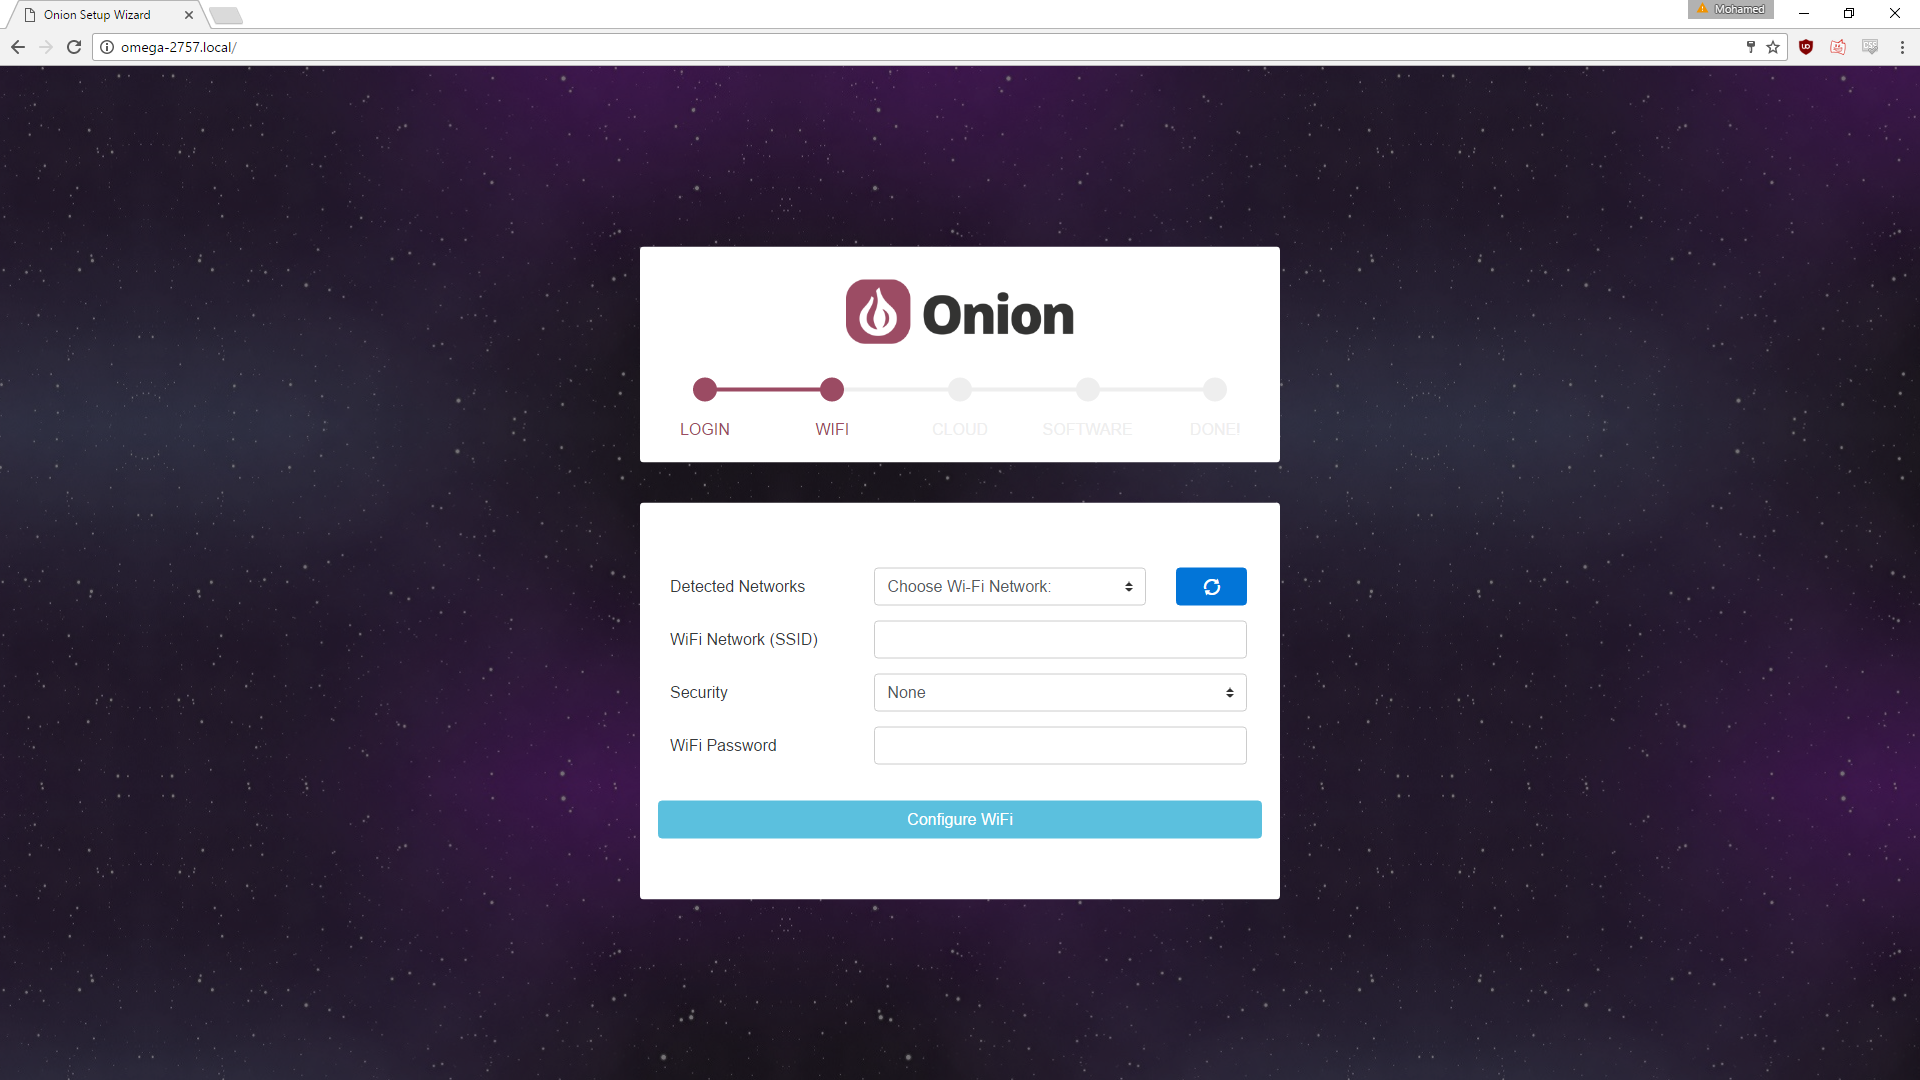 Onion Setup Wizard
Mohamed
omega-2757.local/
Onion
LOGIN
WIFI
CLOUD
SOFTWARE
DONE!
Detected Networks
Choose Wi-Fi Network:
WiFi Network (SSID)
Security
None
WiFi Password
Configure WiFi